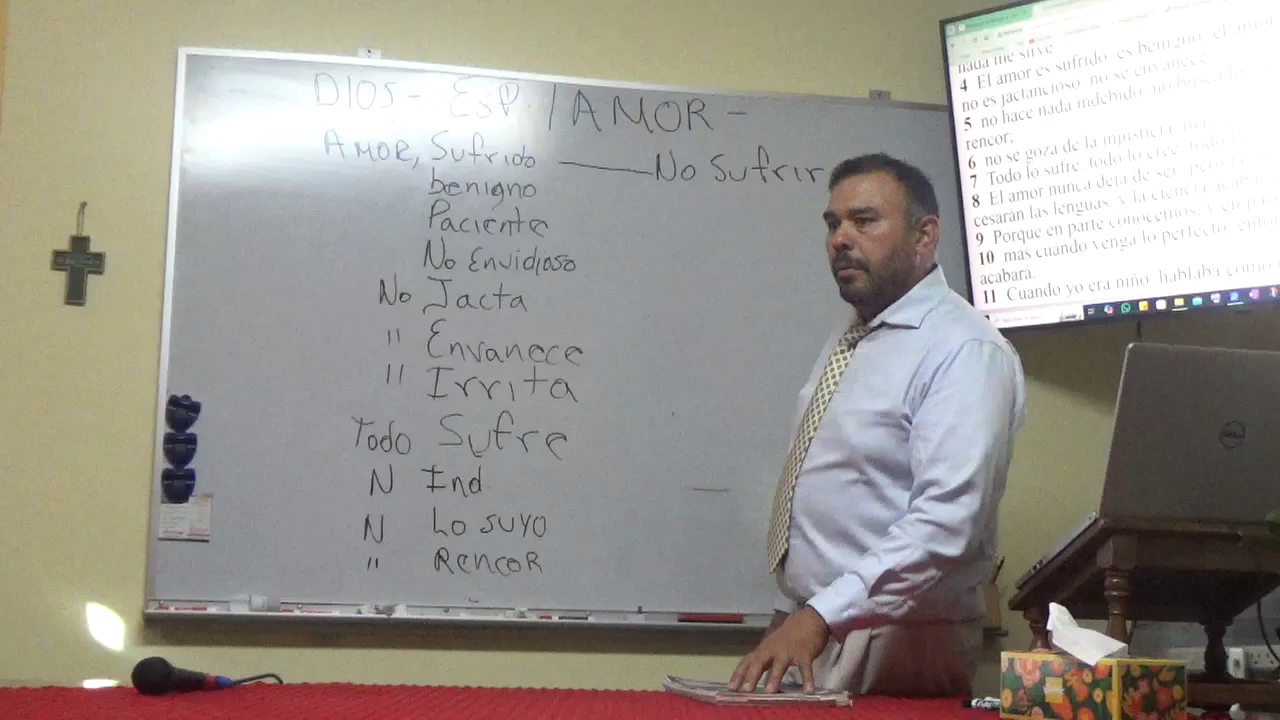 DIOS - ESP. / AMOR -
AMOR, Sufrido — No Sufrir
benigno
Paciente
No Envidioso
No Jacta
" Envanece
" Irrita
Todo Sufre
N Ind
N Lo suyo
" Rencor
nada me sirve
4 El amor es sufrido, es benigno; el amor
no es jactancioso, no se envanece
5 no hace nada indebido, no busca lo
rencor;
6 no se goza de la injusticia, mas
7 Todo lo sufre, todo lo cree, todo
8 El amor nunca deja de ser; pero
cesarán las lenguas, y la ciencia acabará
9 Porque en parte conocemos, y en
10 mas cuando venga lo perfecto,
acabará.
11 Cuando yo era niño, hablaba como
DELL